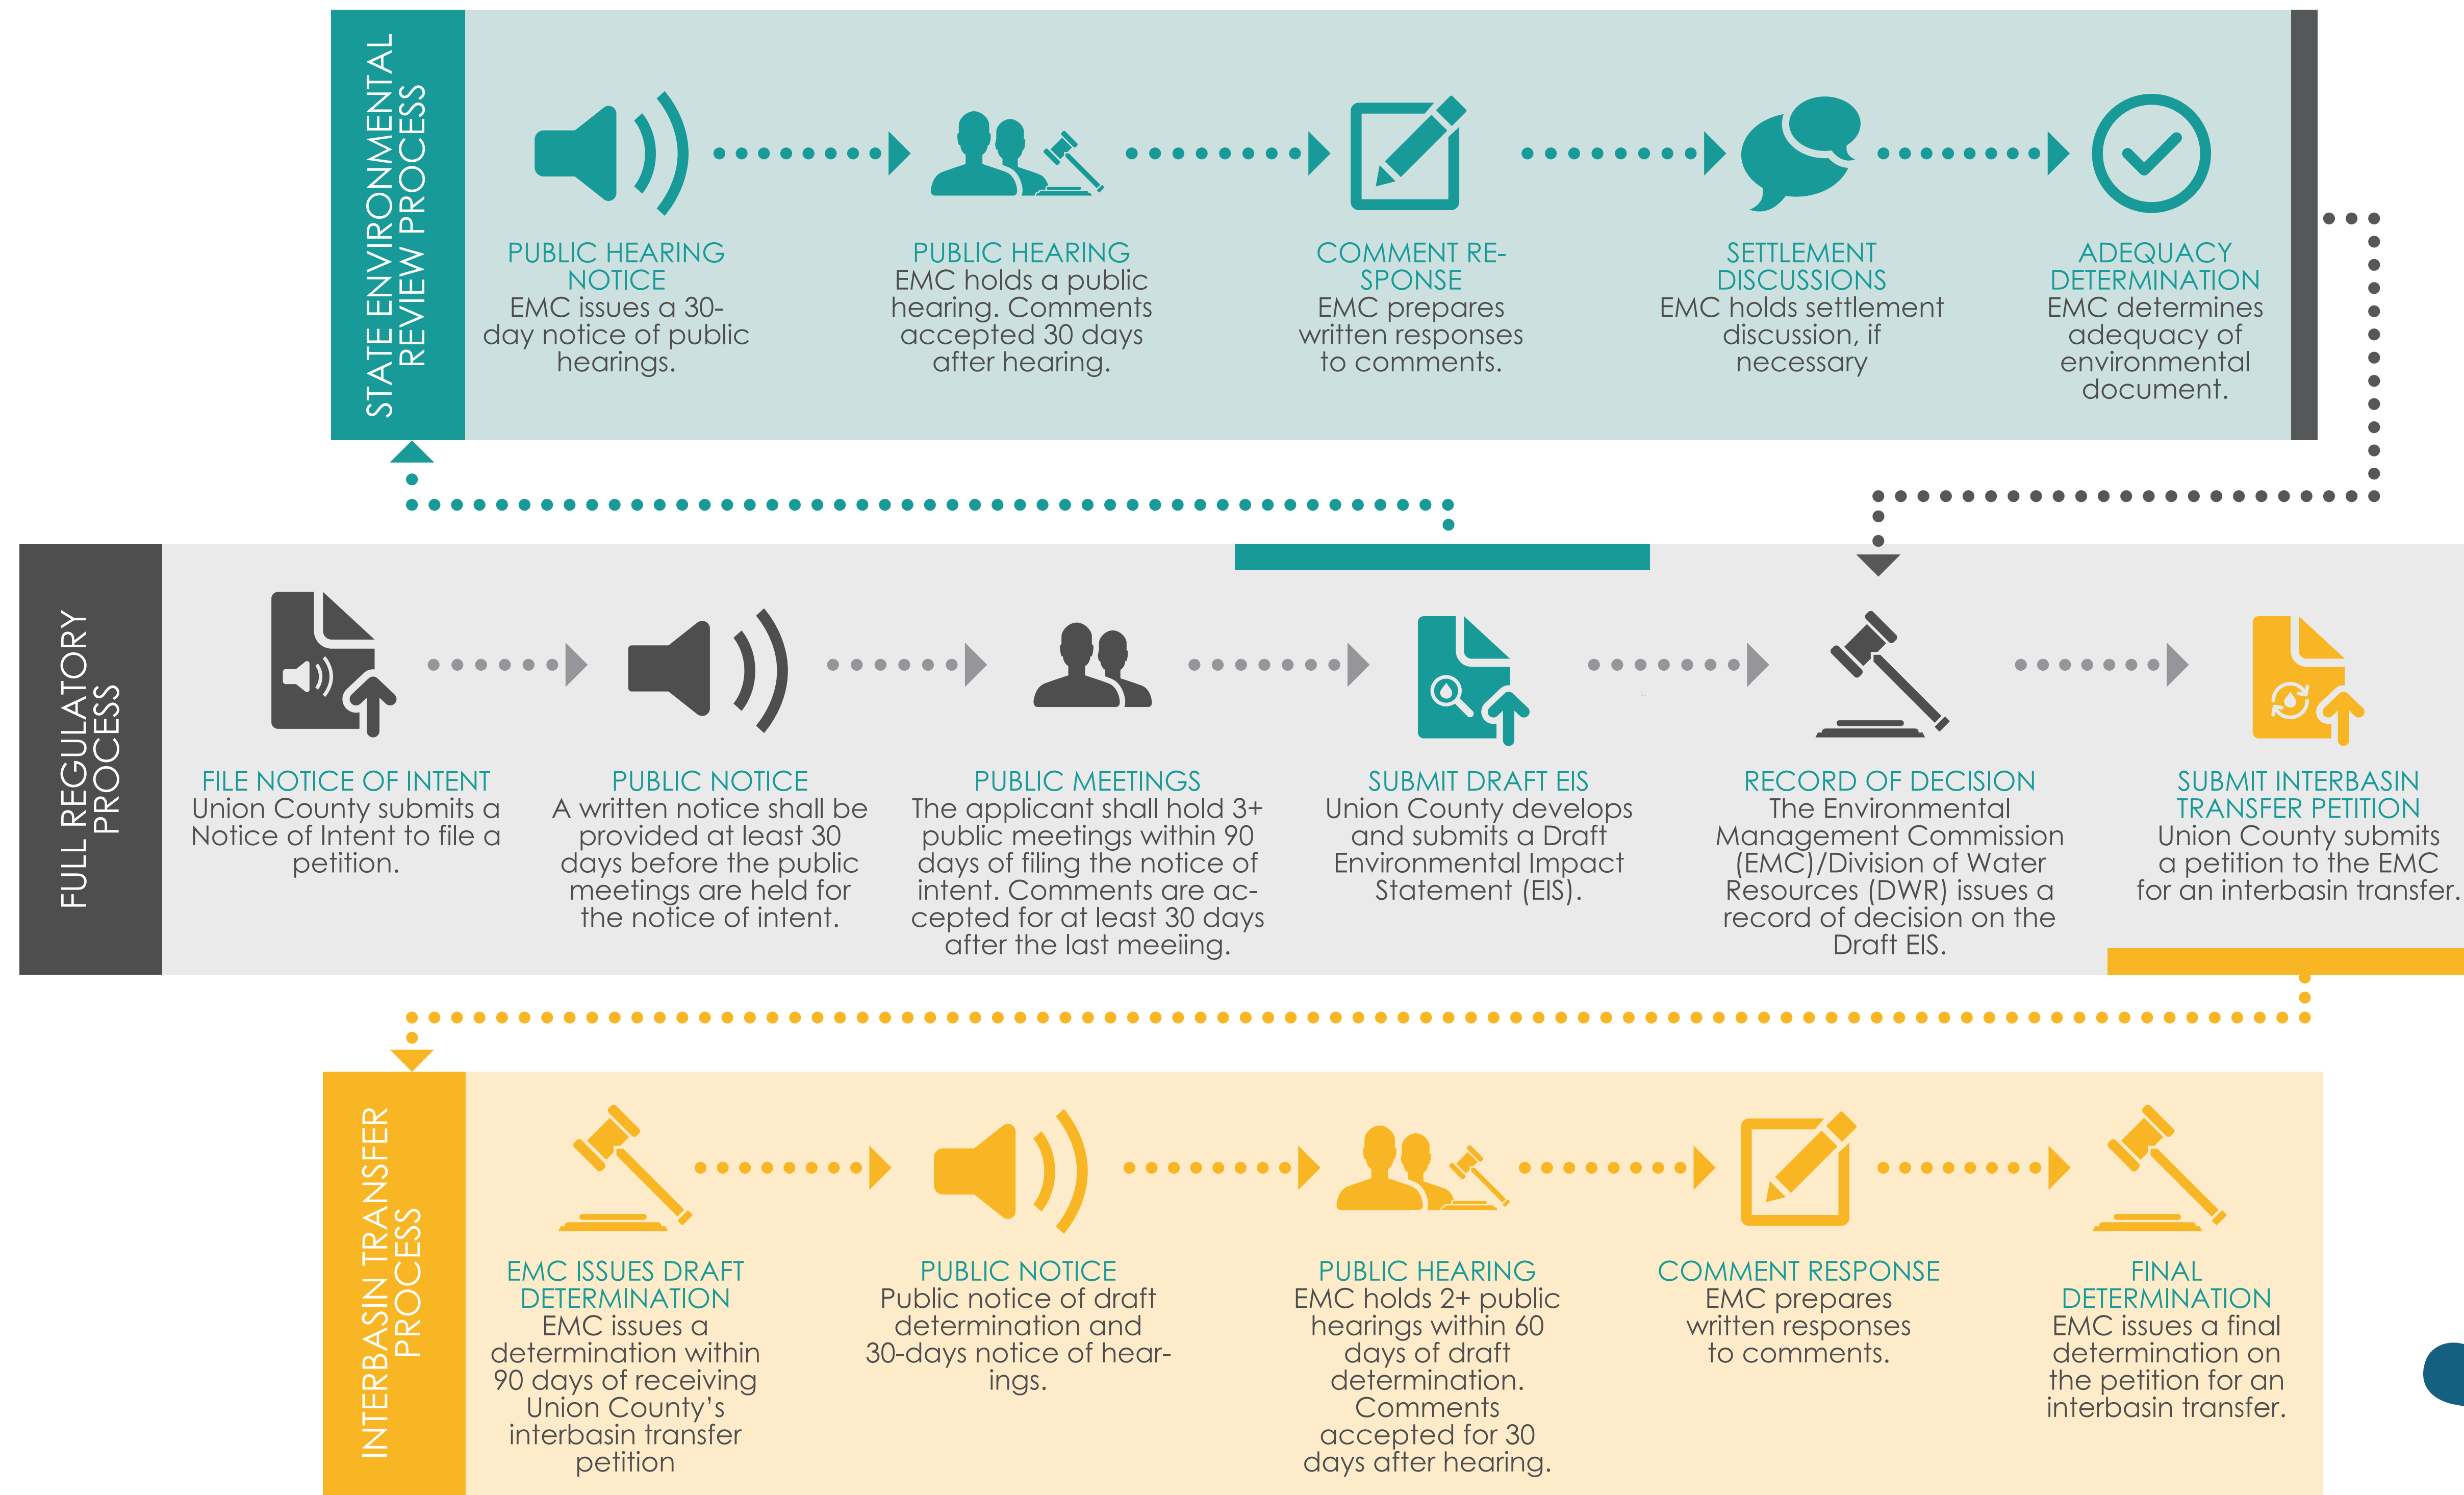 STATE ENVIRONMENTAL
REVIEW PROCESS
PUBLIC HEARING
NOTICE
EMC issues a 30-
day notice of public
hearings.
PUBLIC HEARING
EMC holds a public
hearing. Comments
accepted 30 days
after hearing.
COMMENT RE-
SPONSE
EMC prepares
written responses
to comments.
SETTLEMENT
DISCUSSIONS
EMC holds settlement
discussion, if
necessary
ADEQUACY
DETERMINATION
EMC determines
adequacy of
environmental
document.
FULL REGULATORY
PROCESS
FILE NOTICE OF INTENT
Union County submits a
Notice of Intent to file a
petition.
PUBLIC NOTICE
A written notice shall be
provided at least 30
days before the public
meetings are held for
the notice of intent.
PUBLIC MEETINGS
The applicant shall hold 3+
public meetings within 90
days of filing the notice of
intent. Comments are ac-
cepted for at least 30 days
after the last meeiing.
SUBMIT DRAFT EIS
Union County develops
and submits a Draft
Environmental Impact
Statement (EIS).
RECORD OF DECISION
The Environmental
Management Commission
(EMC)/Division of Water
Resources (DWR) issues a
record of decision on the
Draft EIS.
SUBMIT INTERBASIN
TRANSFER PETITION
Union County submits
a petition to the EMC
for an interbasin transfer.
INTERBASIN TRANSFER
PROCESS
EMC ISSUES DRAFT
DETERMINATION
EMC issues a
determination within
90 days of receiving
Union County's
interbasin transfer
petition
PUBLIC NOTICE
Public notice of draft
determination and
30-days notice of hear-
ings.
PUBLIC HEARING
EMC holds 2+ public
hearings within 60
days of draft
determination.
Comments
accepted for 30
days after hearing.
COMMENT RESPONSE
EMC prepares
written responses
to comments.
FINAL
DETERMINATION
EMC issues a final
determination on
the petition for an
interbasin transfer.